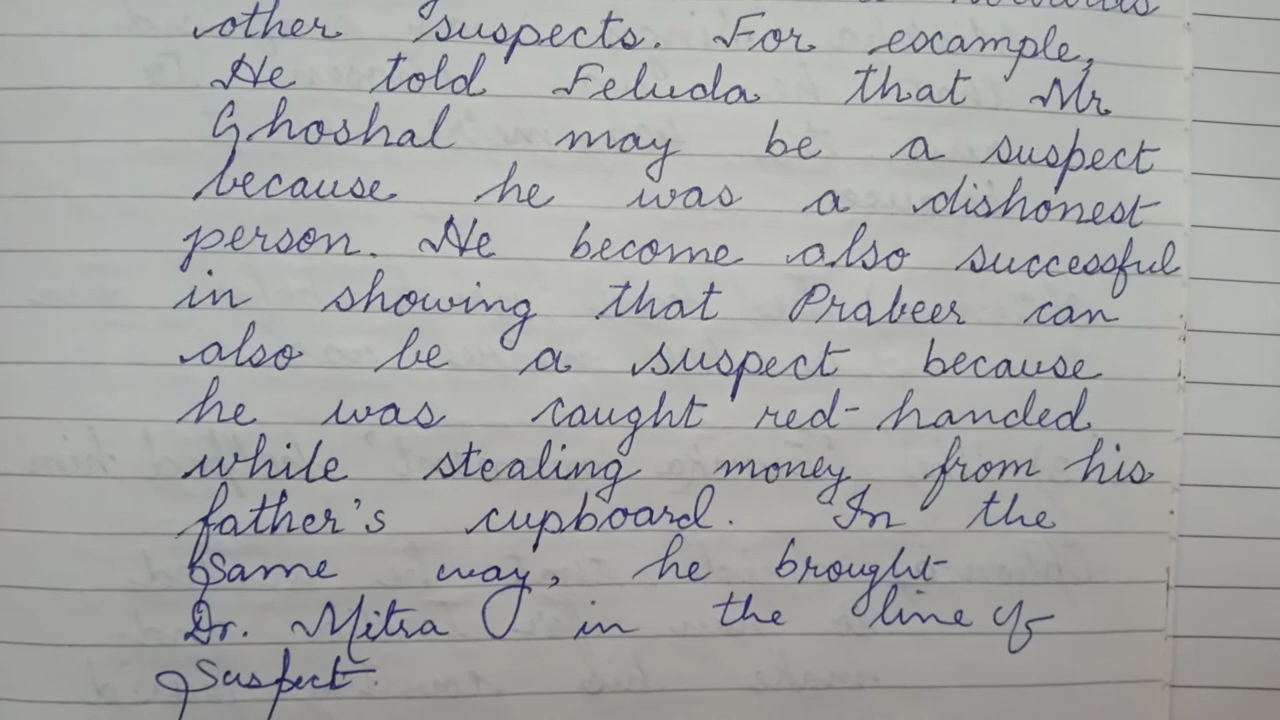 other suspects. For example,
He told Feluda that Mr
Ghoshal may be a suspect
because he was a dishonest
person. He become also successful
in showing that Prabeer can
also be a suspect because
he was caught red-handed
while stealing money from his
father's cupboard. In the
Same way, he brought
Dr. Mitra in the line of
Suspect.